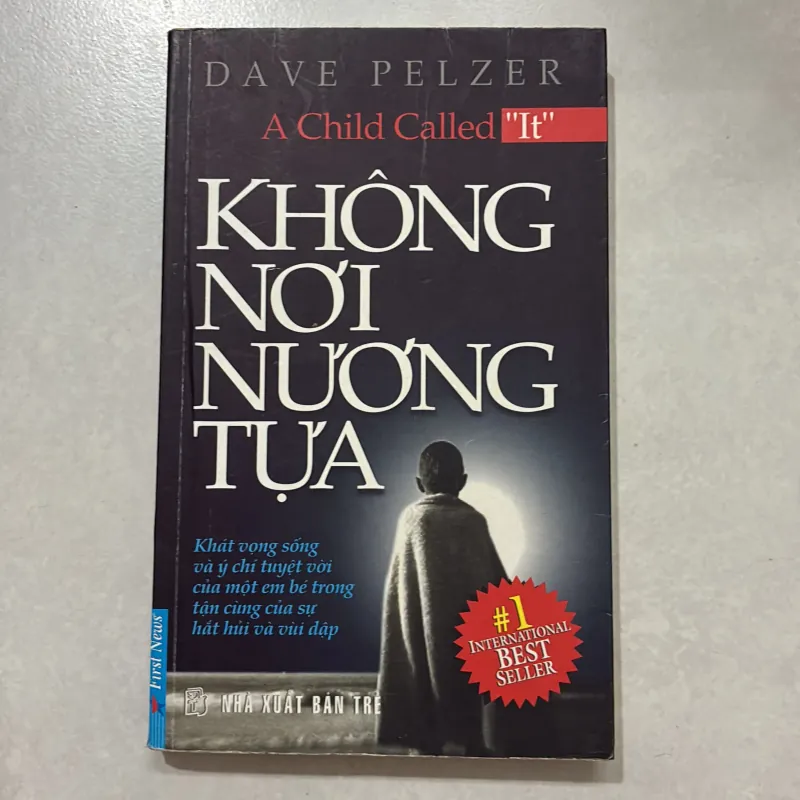 DAVE PELZER
A Child Called "It"
KHÔNG
NƠI
NƯƠNG
TỰA
Khát vọng sống
và ý chí tuyệt vời
của một em bé trong
tận cùng của sự
hắt hủi và vùi dập
#1
INTERNATIONAL
BEST
SELLER
First News
NHÀ XUẤT BẢN TRẺ